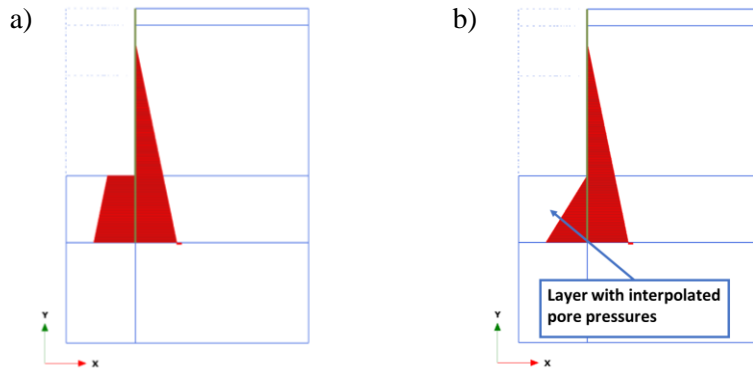 a)
b)
Layer with interpolated
pore pressures
Y
X
Y
X